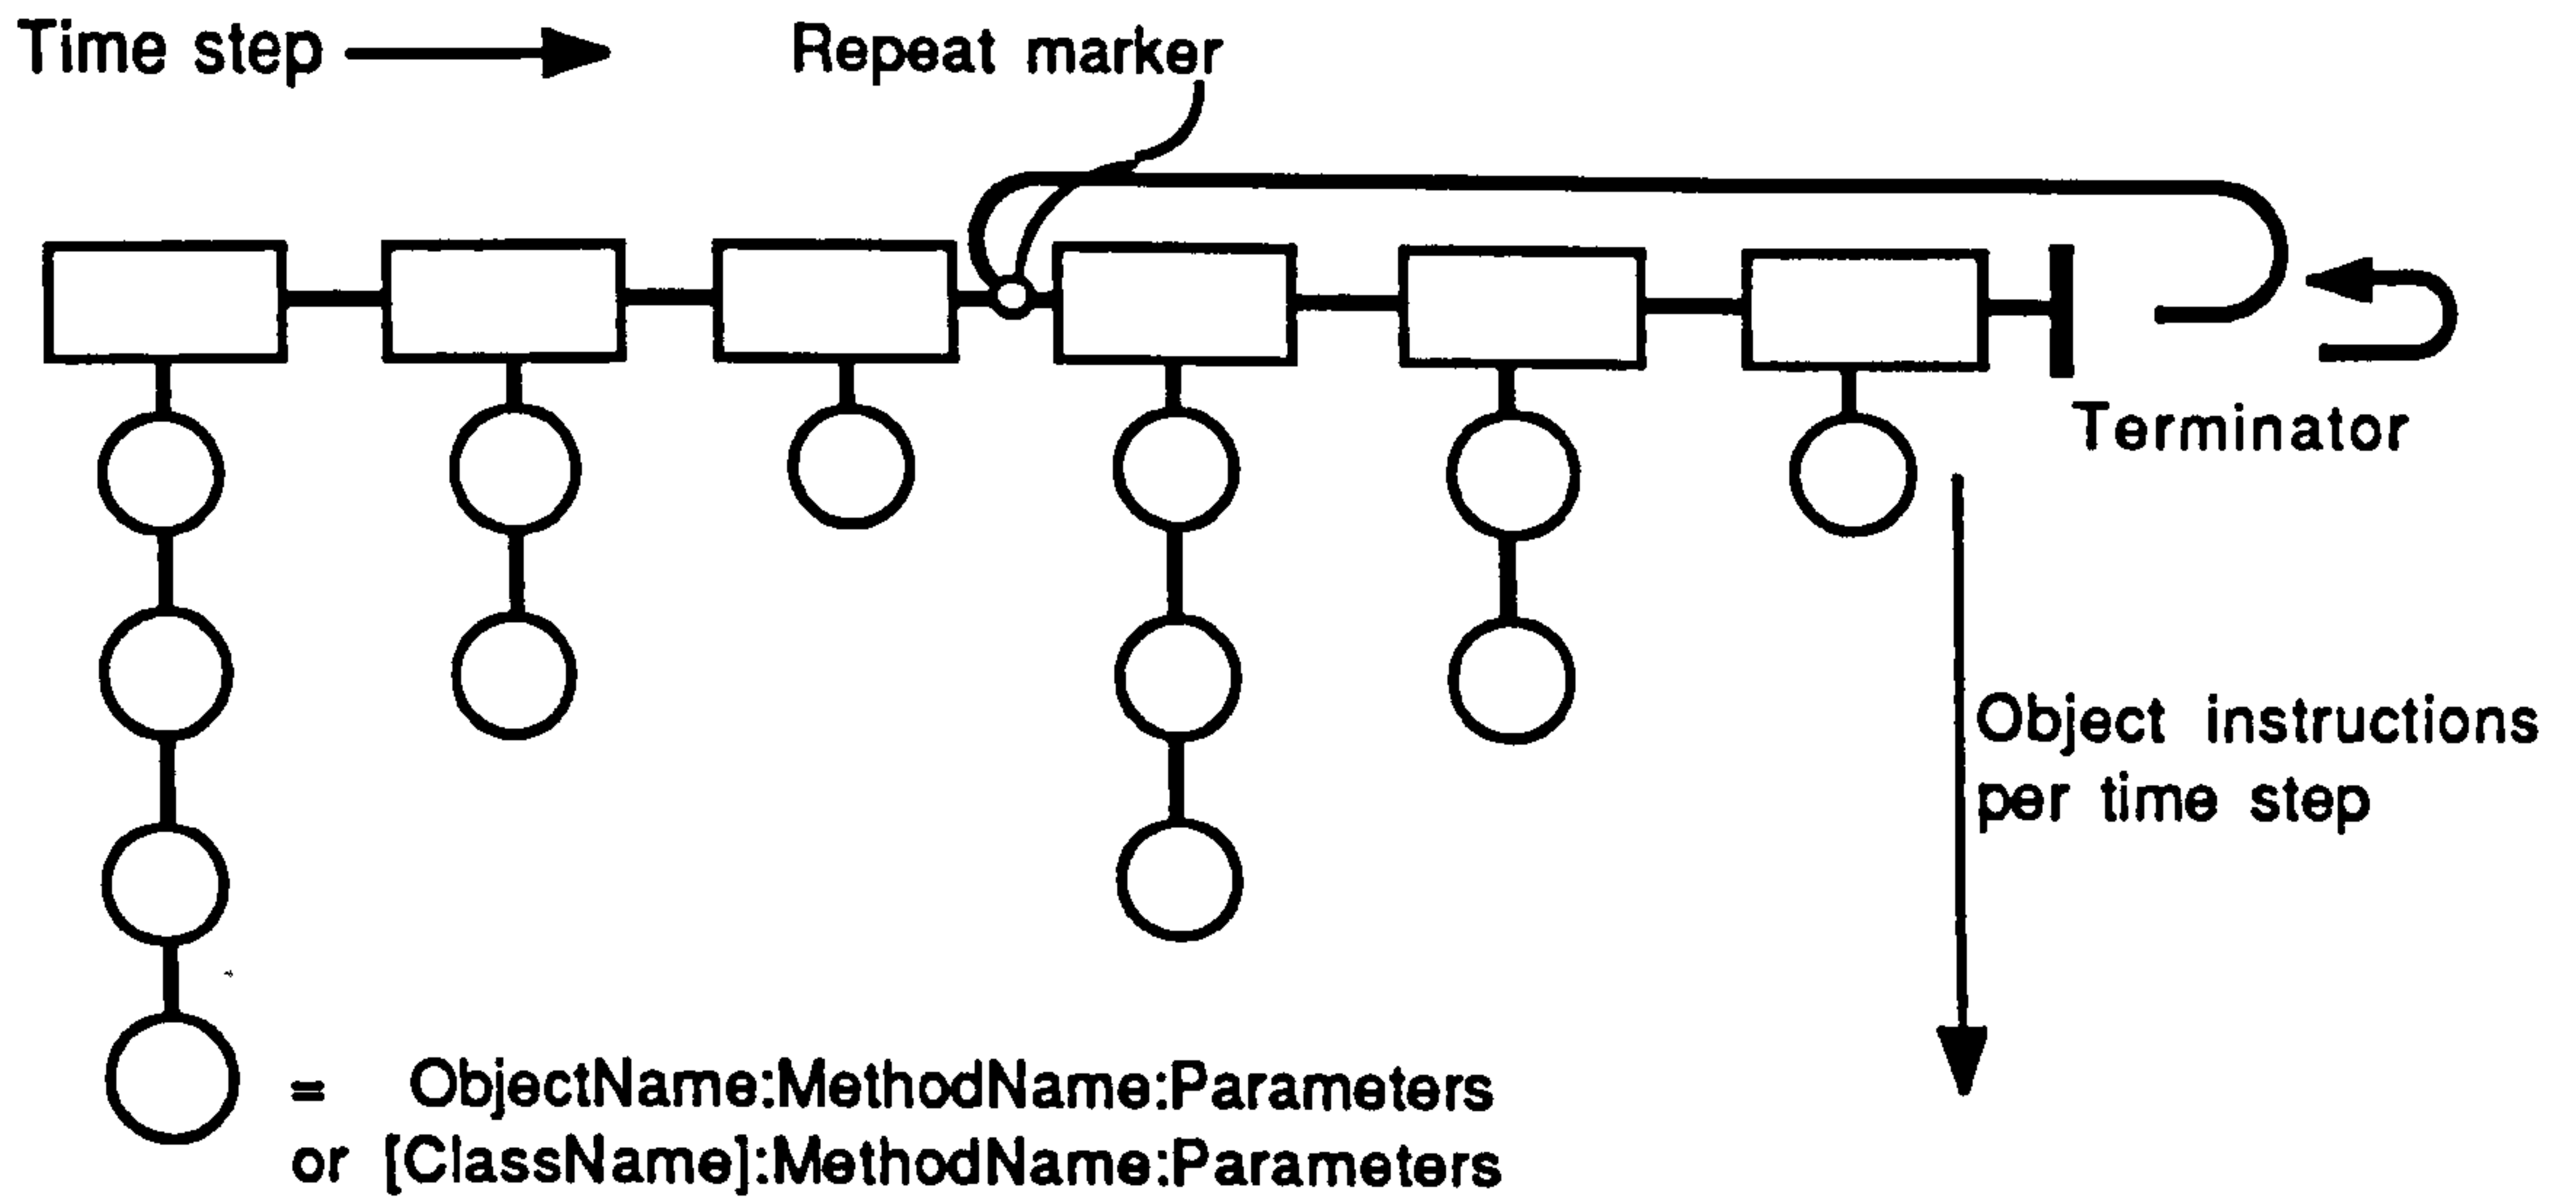 Time step
Repeat marker
Terminator
Object instructions
per time step
= ObjectName:MethodName:Parameters
or [ClassName]:MethodName:Parameters